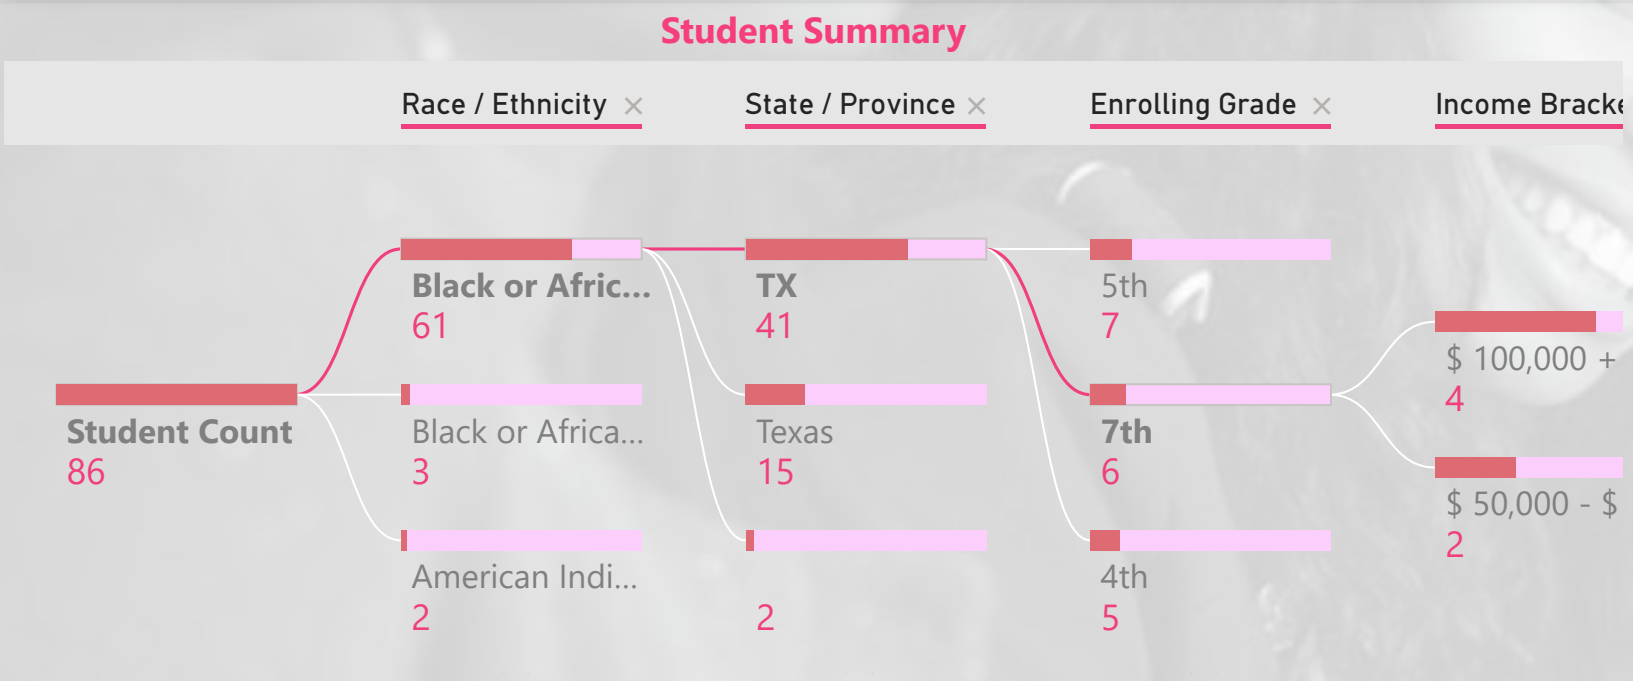 Student Summary
Race / Ethnicity ×
State / Province ×
Enrolling Grade ×
Income Bracke
Black or Afric...
61
TX
41
5th
7
$ 100,000 +
4
Student Count
86
Black or Africa...
3
Texas
15
7th
6
$ 50,000 - $
2
American Indi...
2
2
4th
5